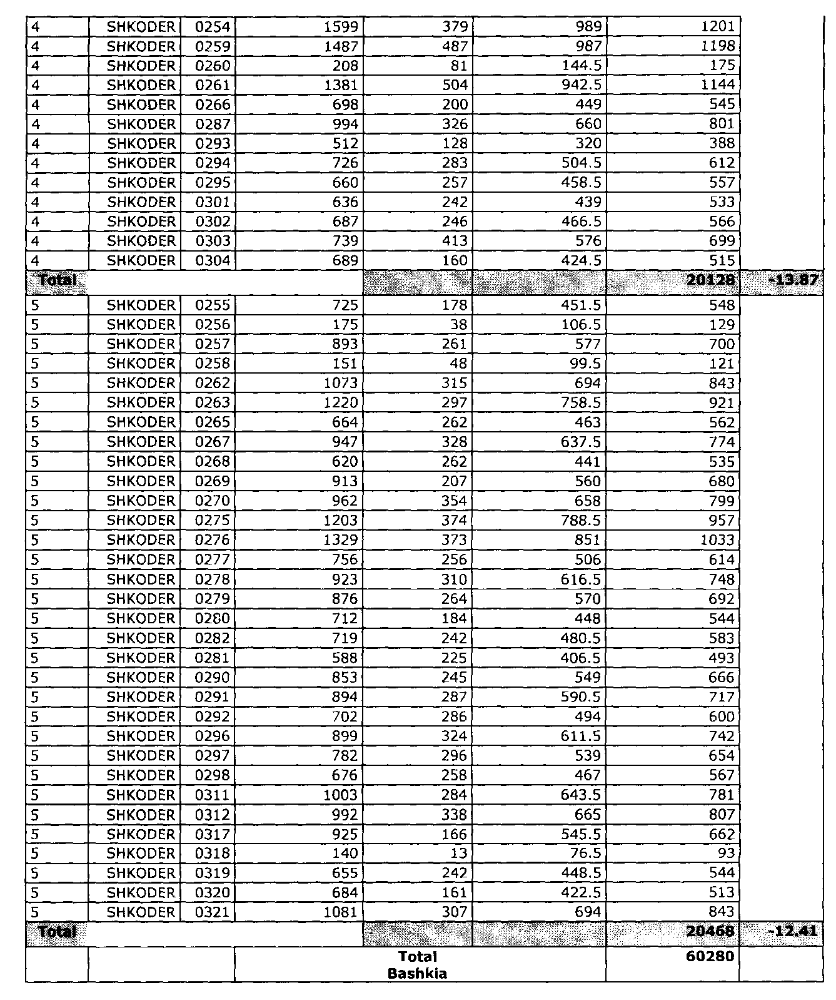 4 SHKODER 0254 1599 379 989 1201
4 SHKODER 0259 1487 487 987 1198
4 SHKODER 0260 208 81 144.5 175
4 SHKODER 0261 1381 504 942.5 1144
4 SHKODER 0266 698 200 449 545
4 SHKODER 0287 994 326 660 801
4 SHKODER 0293 512 128 320 388
4 SHKODER 0294 726 283 504.5 612
4 SHKODER 0295 660 257 458.5 557
4 SHKODER 0301 636 242 439 533
4 SHKODER 0302 687 246 466.5 566
4 SHKODER 0303 739 413 576 699
4 SHKODER 0304 689 160 424.5 515
Total 20128 -13.87
5 SHKODER 0255 725 178 451.5 548
5 SHKODER 0256 175 38 106.5 129
5 SHKODER 0257 893 261 577 700
5 SHKODER 0258 151 48 99.5 121
5 SHKODER 0262 1073 315 694 843
5 SHKODER 0263 1220 297 758.5 921
5 SHKODER 0265 664 262 463 562
5 SHKODER 0267 947 328 637.5 774
5 SHKODER 0268 620 262 441 535
5 SHKODER 0269 913 207 560 680
5 SHKODER 0270 962 354 658 799
5 SHKODER 0275 1203 374 788.5 957
5 SHKODER 0276 1329 373 851 1033
5 SHKODER 0277 756 256 506 614
5 SHKODER 0278 923 310 616.5 748
5 SHKODER 0279 876 264 570 692
5 SHKODER 0280 712 184 448 544
5 SHKODER 0282 719 242 480.5 583
5 SHKODER 0281 588 225 406.5 493
5 SHKODER 0290 853 245 549 666
5 SHKODER 0291 894 287 590.5 717
5 SHKODER 0292 702 286 494 600
5 SHKODER 0296 899 324 611.5 742
5 SHKODER 0297 782 296 539 654
5 SHKODER 0298 676 258 467 567
5 SHKODER 0311 1003 284 643.5 781
5 SHKODER 0312 992 338 665 807
5 SHKODER 0317 925 166 545.5 662
5 SHKODER 0318 140 13 76.5 93
5 SHKODER 0319 655 242 448.5 544
5 SHKODER 0320 684 161 422.5 513
5 SHKODER 0321 1081 307 694 843
Total 20468 -12.41
Total 60280
Bashkia